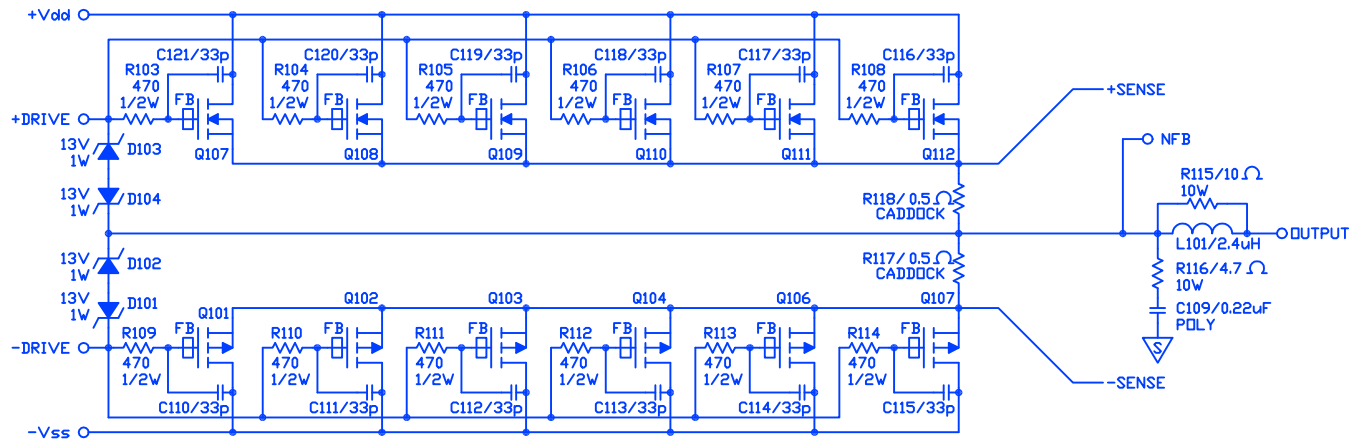 +Vdd
C121/33p
C120/33p
C119/33p
C118/33p
C117/33p
C116/33p
R103
470
1/2W
R104
470
1/2W
R105
470
1/2W
R106
470
1/2W
R107
470
1/2W
R108
470
1/2W
FB
FB
FB
FB
FB
FB
+SENSE
+DRIVE
13V
1W
D103
Q107
Q108
Q109
Q110
Q111
Q112
NFB
13V
1W
D104
R118/0.5Ω
CADDOCK
R115/10Ω
10W
OUTPUT
L101/2.4uH
13V
1W
D102
R117/0.5Ω
CADDOCK
R116/4.7Ω
10W
13V
1W
D101
Q101
Q102
Q103
Q104
Q106
Q107
C109/0.22uF
POLY
S
R109
470
1/2W
R110
470
1/2W
R111
470
1/2W
R112
470
1/2W
R113
470
1/2W
R114
470
1/2W
FB
FB
FB
FB
FB
FB
-DRIVE
-SENSE
C110/33p
C111/33p
C112/33p
C113/33p
C114/33p
C115/33p
-Vss